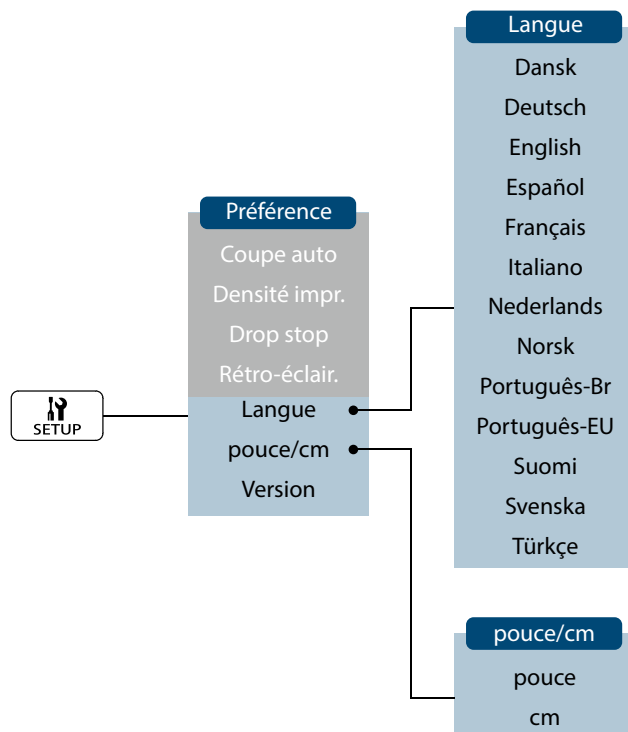 SETUP
Préférence
Coupe auto
Densité impr.
Drop stop
Rétro-éclair.
Langue
pouce/cm
Version
Langue
Dansk
Deutsch
English
Español
Français
Italiano
Nederlands
Norsk
Português-Br
Português-EU
Suomi
Svenska
Türkçe
pouce/cm
pouce
cm